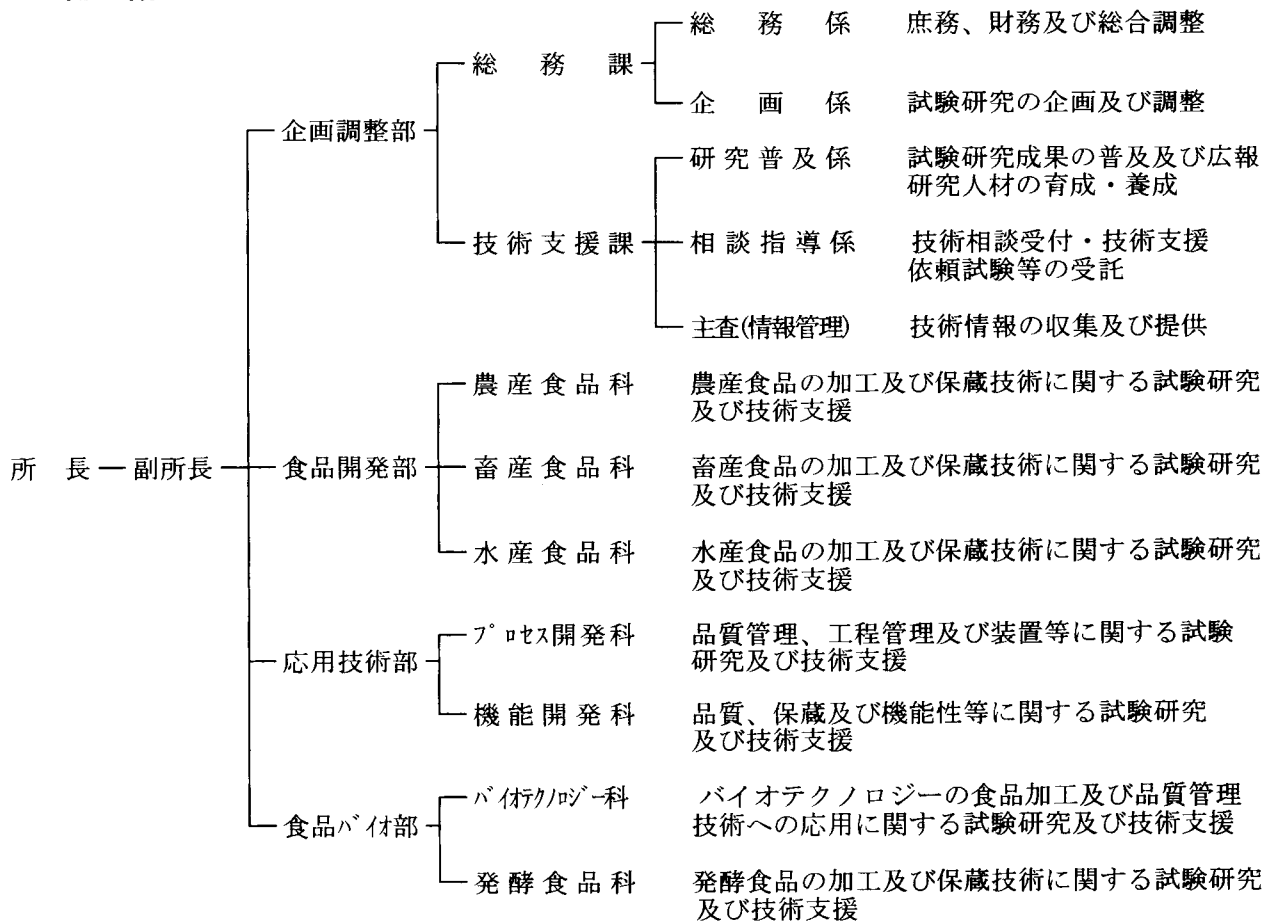 総務係 庶務、財務及び総合調整
総務課
企画係 試験研究の企画及び調整
企画調整部
研究普及係 試験研究成果の普及及び広報
研究人材の育成・養成
技術支援課 相談指導係 技術相談受付・技術支援
依頼試験等の受託
主査(情報管理) 技術情報の収集及び提供
農産食品科 農産食品の加工及び保蔵技術に関する試験研究
及び技術支援
所長 副所長 食品開発部 畜産食品科 畜産食品の加工及び保蔵技術に関する試験研究
及び技術支援
水産食品科 水産食品の加工及び保蔵技術に関する試験研究
及び技術支援
プロセス開発科 品質管理、工程管理及び装置等に関する試験
研究及び技術支援
応用技術部
機能開発科 品質、保蔵及び機能性等に関する試験研究
及び技術支援
バイオテクノロジー科 バイオテクノロジーの食品加工及び品質管理
技術への応用に関する試験研究及び技術支援
食品バイオ部
発酵食品科 発酵食品の加工及び保蔵技術に関する試験研究
及び技術支援